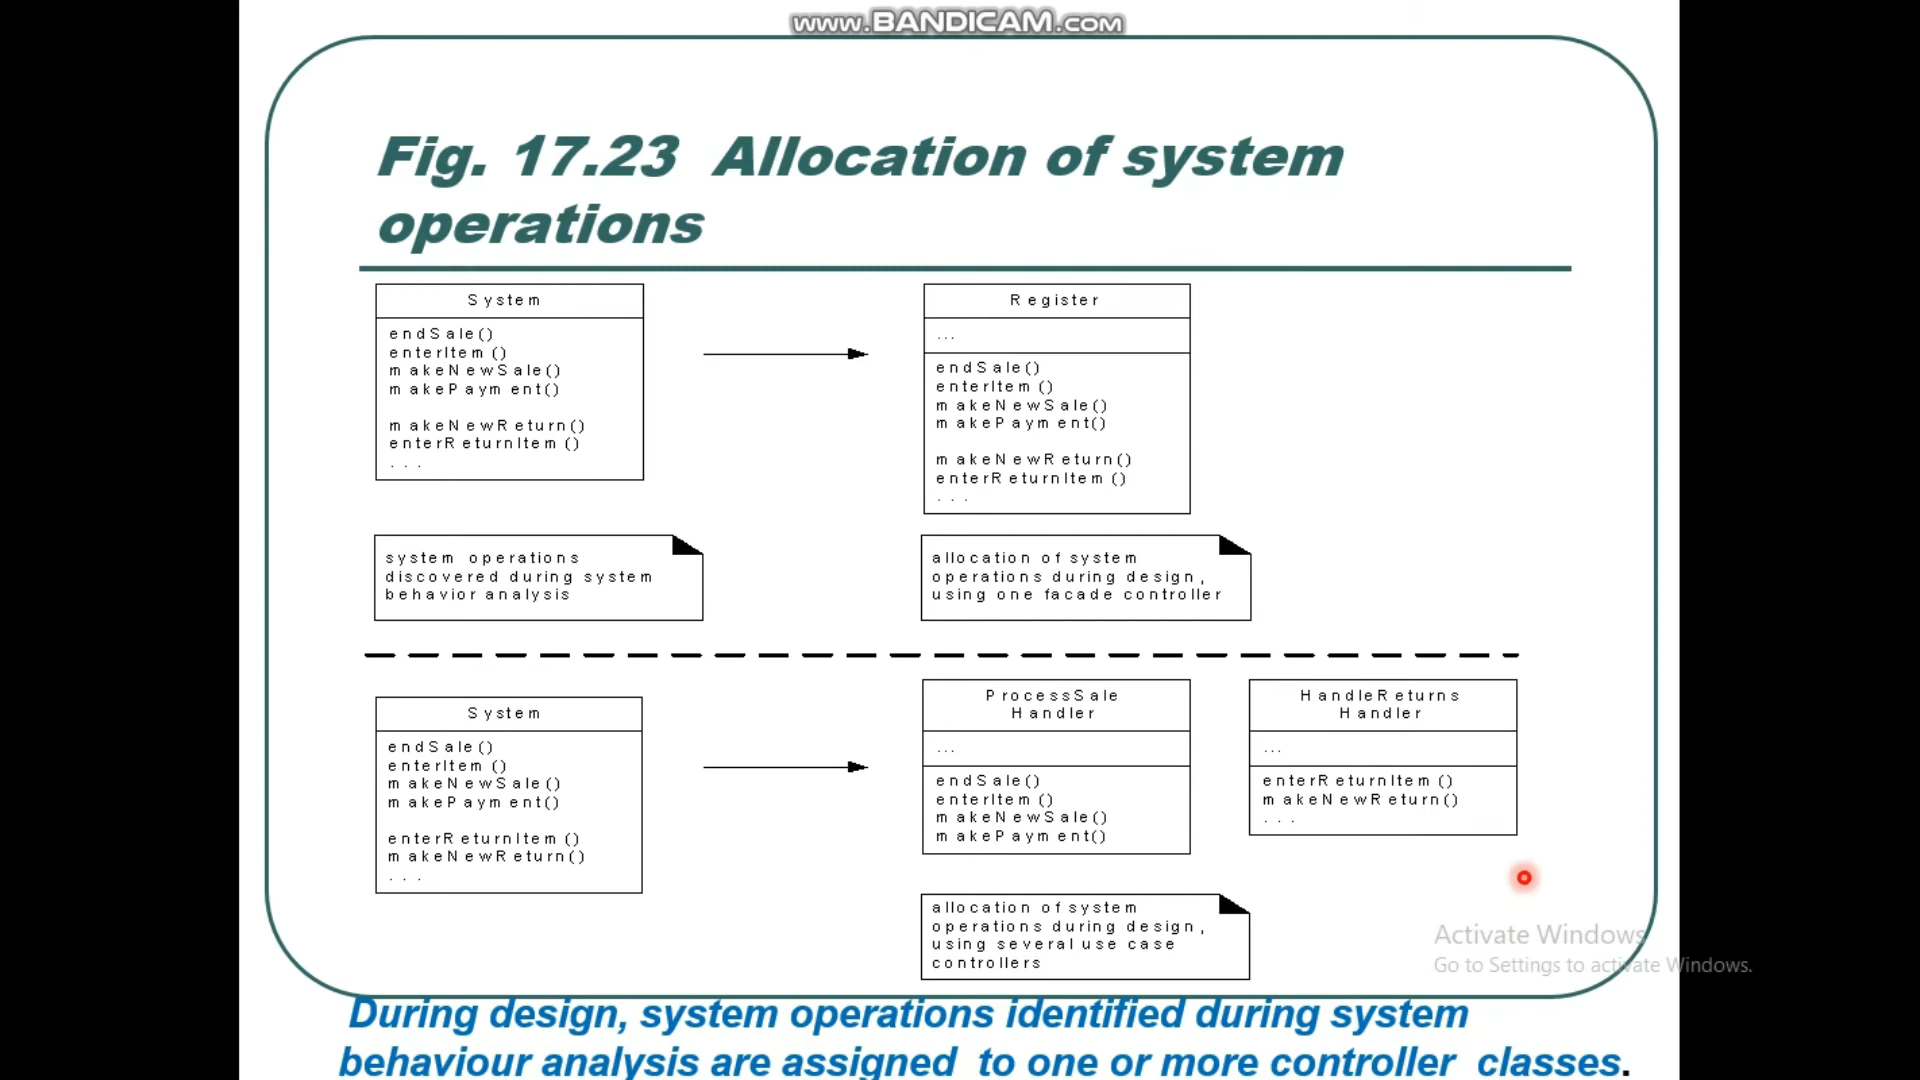 www.BANDICAM.com
Fig. 17.23 Allocation of system
operations
System
endSale()
enterItem()
makeNewSale()
makePayment()
makeNewReturn()
enterReturnItem()
. . .
Register
...
endSale()
enterItem()
makeNewSale()
makePayment()
makeNewReturn()
enterReturnItem()
. . .
system operations
discovered during system
behavior analysis
allocation of system
operations during design,
using one facade controller
System
endSale()
enterItem()
makeNewSale()
makePayment()
enterReturnItem()
makeNewReturn()
. . .
ProcessSale
Handler
...
endSale()
enterItem()
makeNewSale()
makePayment()
HandleReturns
Handler
...
enterReturnItem()
makeNewReturn()
. . .
allocation of system
operations during design,
using several use case
controllers
Activate Windows
Go to Settings to activate Windows.
During design, system operations identified during system
behaviour analysis are assigned to one or more controller classes.